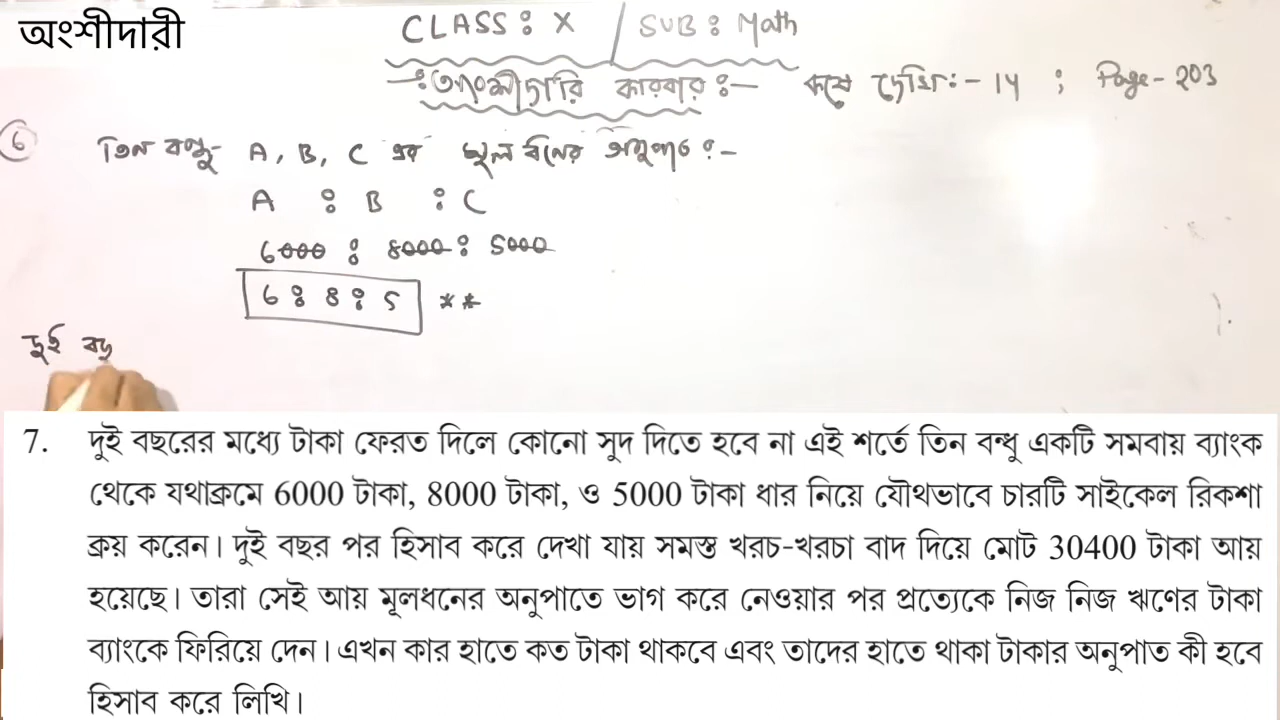 অংশীদারী
CLASS : X / SUB : Math
—: অংশীদারি কারবার :— কষে দেখি :- 14 ; Page - 203
6 তিন বন্ধু A, B, C এর মূলধনের অনুপাত :-
A : B : C
6000 : 8000 : 5000
6 : 8 : 5 **
দুই বছ
7. দুই বছরের মধ্যে টাকা ফেরত দিলে কোনো সুদ দিতে হবে না এই শর্তে তিন বন্ধু একটি সমবায় ব্যাংক
থেকে যথাক্রমে 6000 টাকা, 8000 টাকা, ও 5000 টাকা ধার নিয়ে যৌথভাবে চারটি সাইকেল রিকশা
ক্রয় করেন। দুই বছর পর হিসাব করে দেখা যায় সমস্ত খরচ-খরচা বাদ দিয়ে মোট 30400 টাকা আয়
হয়েছে। তারা সেই আয় মূলধনের অনুপাতে ভাগ করে নেওয়ার পর প্রত্যেকে নিজ নিজ ঋণের টাকা
ব্যাংকে ফিরিয়ে দেন। এখন কার হাতে কত টাকা থাকবে এবং তাদের হাতে থাকা টাকার অনুপাত কী হবে
হিসাব করে লিখি।